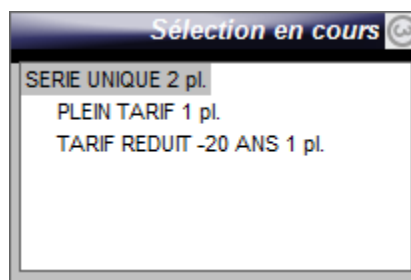 Sélection en cours
SERIE UNIQUE 2 pl.
PLEIN TARIF 1 pl.
TARIF REDUIT -20 ANS 1 pl.